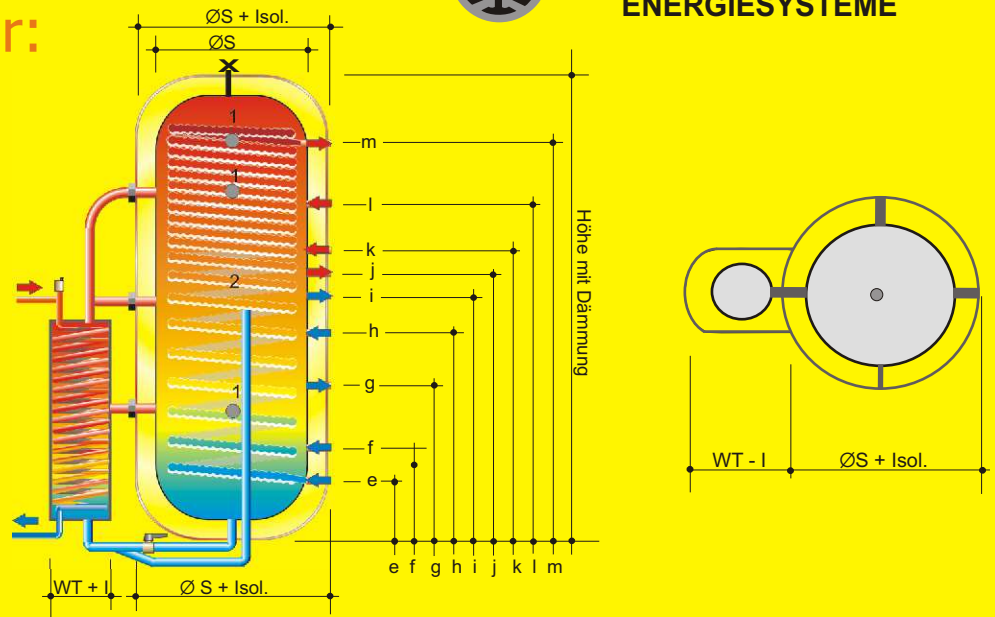 r:
ENERGIESYSTEME
ØS + Isol.
ØS
X
1
m
1
l
k
j
2
i
h
g
1
f
e
Höhe mit Dämmung
e f g h i j k l m
WT + I
Ø S + Isol.
WT - I
ØS + Isol.